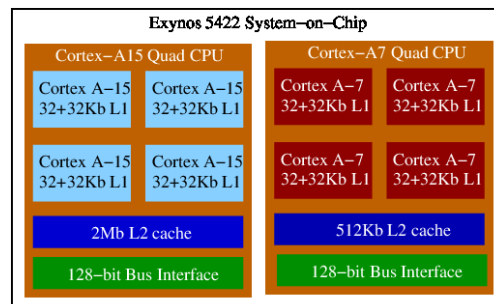 Exynos 5422 System-on-Chip
Cortex-A15 Quad CPU
Cortex A-15
32+32Kb L1
Cortex A-15
32+32Kb L1
Cortex A-15
32+32Kb L1
Cortex A-15
32+32Kb L1
2Mb L2 cache
128-bit Bus Interface
Cortex-A7 Quad CPU
Cortex A-7
32+32Kb L1
Cortex A-7
32+32Kb L1
Cortex A-7
32+32Kb L1
Cortex A-7
32+32Kb L1
512Kb L2 cache
128-bit Bus Interface